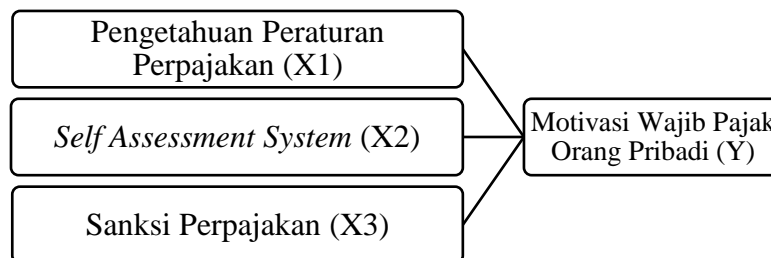 Pengetahuan Peraturan
Perpajakan (X1)
Self Assessment System (X2)
Motivasi Wajib Pajak
Orang Pribadi (Y)
Sanksi Perpajakan (X3)